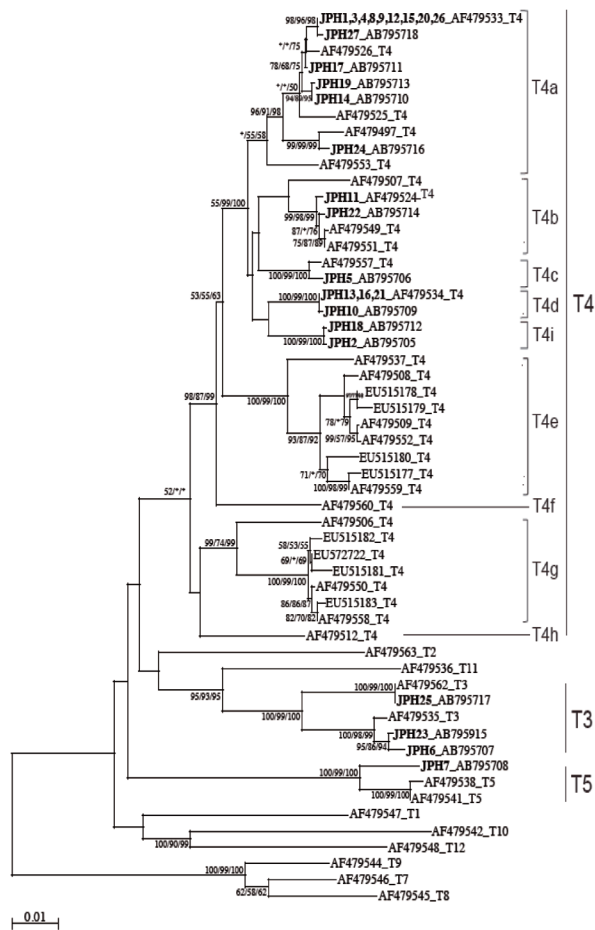 98/96/98
JPH1,3,4,8,9,12,15,20,26_AF479533_T4
JPH27_AB795718
*/*/75
AF479526_T4
78/68/75
JPH17_AB795711
*/*/50
JPH19_AB795713
JPH14_AB795710
96/91/98
AF479525_T4
*/55/58
AF479497_T4
99/99/99
JPH24_AB795716
AF479553_T4
T4a
55/99/100
AF479507_T4
JPH11_AF479524-T4
99/98/99
JPH22_AB795714
87/*/76
AF479549_T4
75/87/89
AF479551_T4
T4b
AF479557_T4
100/99/100
JPH5_AB795706
T4c
53/55/63
100/99/100
JPH13,16,21_AF479534_T4
JPH10_AB795709
T4d
T4
JPH18_AB795712
100/99/100
JPH2_AB795705
T4i
AF479537_T4
AF479508_T4
100/99/100
EU515178_T4
EU515179_T4
78/*79
AF479509_T4
99/57/95
AF479552_T4
93/87/92
EU515180_T4
71/*/70
EU515177_T4
100/98/99
AF479559_T4
T4e
98/87/99
AF479560_T4
T4f
52/*/*
AF479506_T4
99/74/99
EU515182_T4
58/53/55
EU572722_T4
69/*/69
EU515181_T4
100/99/100
AF479550_T4
86/86/87
EU515183_T4
82/70/82
AF479558_T4
T4g
AF479512_T4
T4h
AF479563_T2
AF479536_T11
95/93/95
100/99/100
AF479562_T3
JPH25_AB795717
100/99/100
AF479535_T3
100/98/99
JPH23_AB795915
95/86/94
JPH6_AB795707
T3
JPH7_AB795708
100/99/100
AF479538_T5
100/99/100
AF479541_T5
T5
AF479547_T1
AF479542_T10
100/90/99
AF479548_T12
AF479544_T9
100/99/100
AF479546_T7
62/58/62
AF479545_T8
0.01